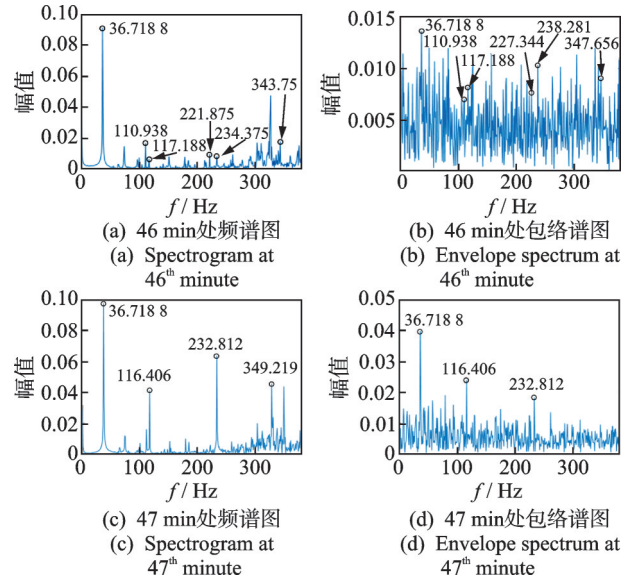 0.10
0.08
0.06
0.04
0.02
0
幅值
36.718 8
110.938
117.188
221.875
234.375
343.75
0 100 200 300
f / Hz
(a) 46 min处频谱图
(a) Spectrogram at
46th minute
0.015
0.010
0.005
幅值
36.718 8
110.938
117.188
227.344
238.281
347.656
0 100 200 300
f / Hz
(b) 46 min处包络谱图
(b) Envelope spectrum at
46th minute
0.10
0.08
0.06
0.04
0.02
0
幅值
36.718 8
116.406
232.812
349.219
0 100 200 300
f / Hz
(c) 47 min处频谱图
(c) Spectrogram at
47th minute
0.05
0.04
0.03
0.02
0.01
幅值
36.718 8
116.406
232.812
0 100 200 300
f / Hz
(d) 47 min处包络谱图
(d) Envelope spectrum at
47th minute